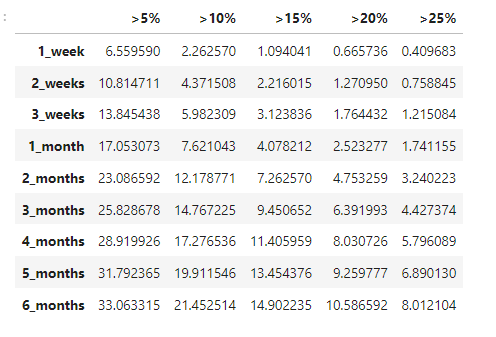 :
>5% >10% >15% >20% >25%
1_week 6.559590 2.262570 1.094041 0.665736 0.409683
2_weeks 10.814711 4.371508 2.216015 1.270950 0.758845
3_weeks 13.845438 5.982309 3.123836 1.764432 1.215084
1_month 17.053073 7.621043 4.078212 2.523277 1.741155
2_months 23.086592 12.178771 7.262570 4.753259 3.240223
3_months 25.828678 14.767225 9.450652 6.391993 4.427374
4_months 28.919926 17.276536 11.405959 8.030726 5.796089
5_months 31.792365 19.911546 13.454376 9.259777 6.890130
6_months 33.063315 21.452514 14.902235 10.586592 8.012104